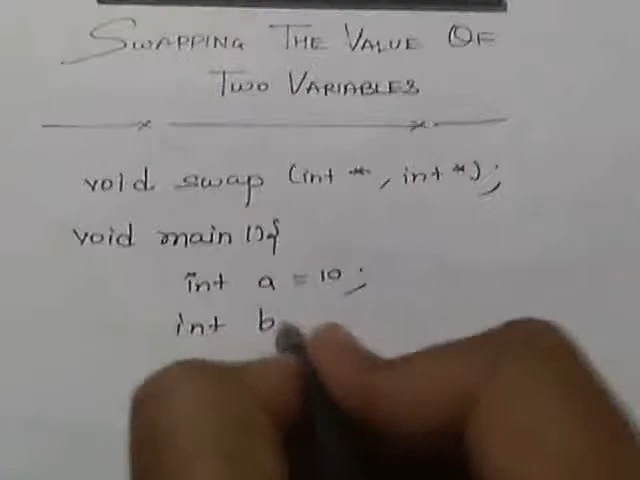 SWAPPING THE VALUE OF
TWO VARIABLES
void swap (int *, int *);
void main (){
int a = 10;
int b